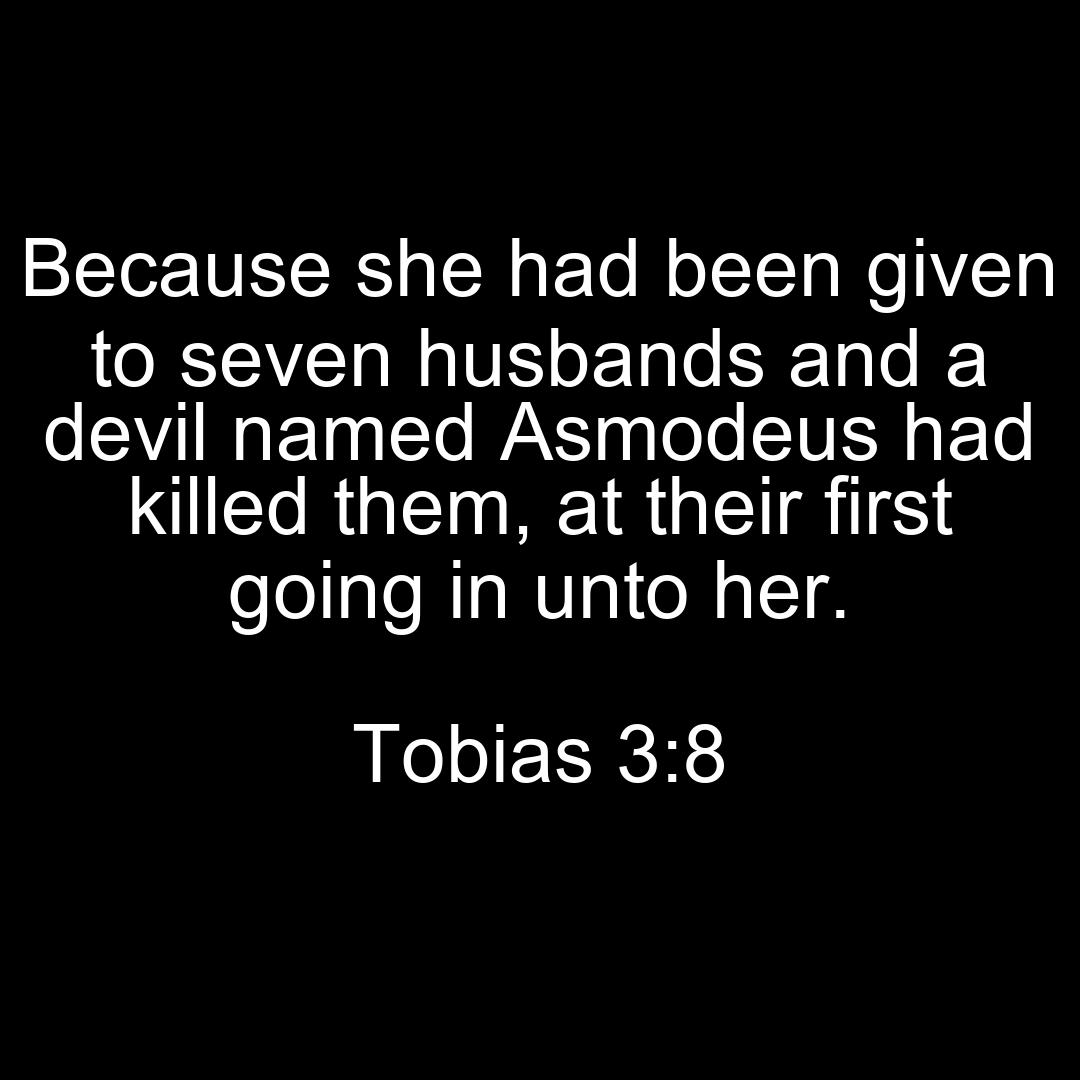 Because she had been given
to seven husbands and a
devil named Asmodeus had
killed them, at their first
going in unto her.
Tobias 3:8